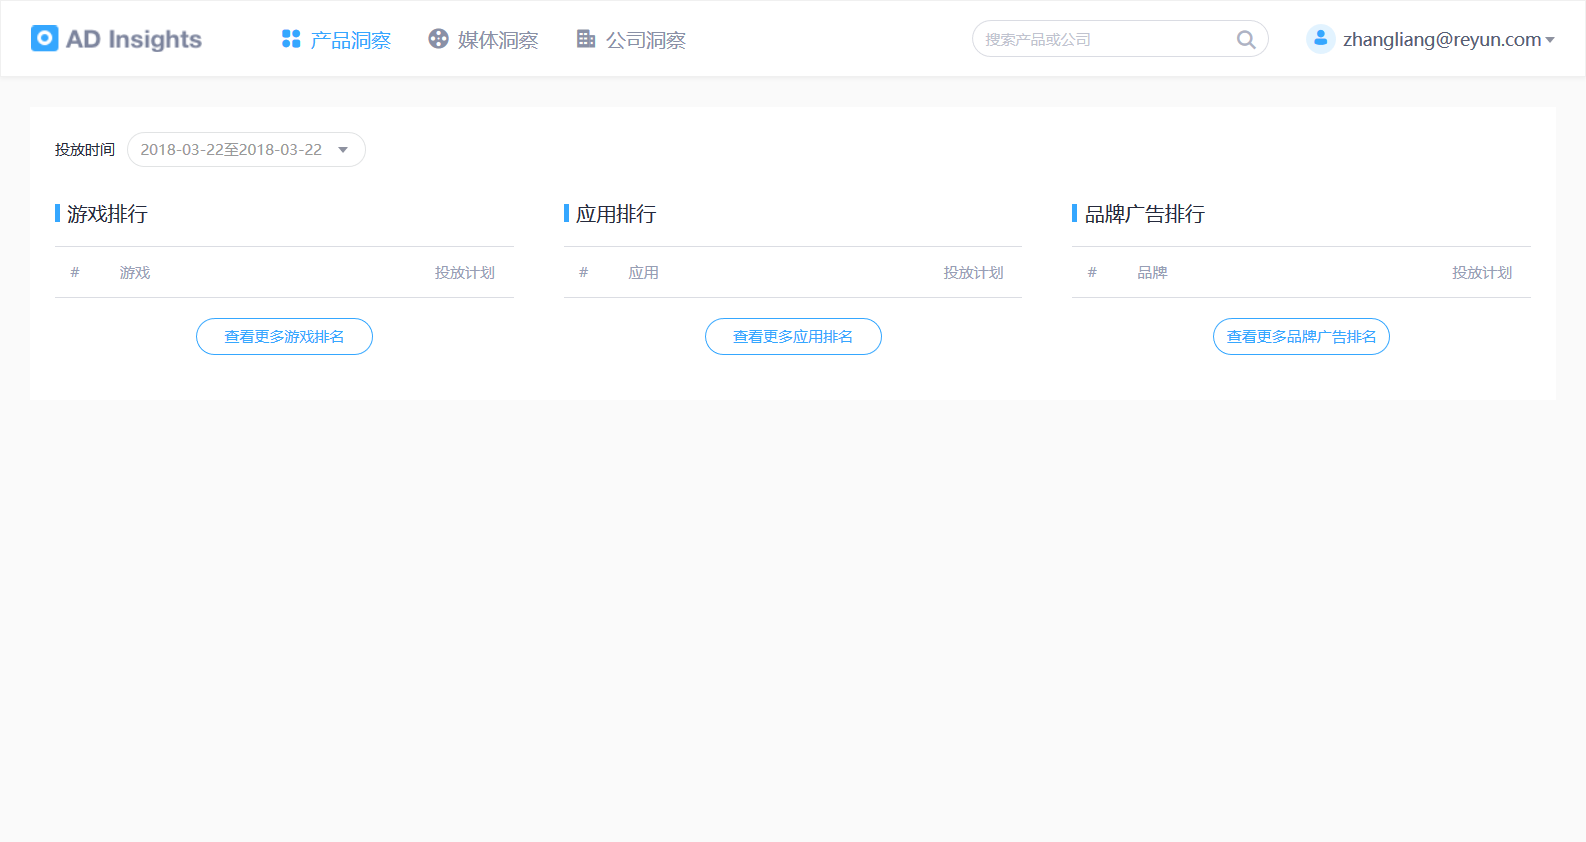 AD Insights 产品洞察 媒体洞察 公司洞察 搜索产品或公司 zhangliang@reyun.com
投放时间 2018-03-22至2018-03-22
游戏排行 应用排行 品牌广告排行
# 游戏 投放计划 # 应用 投放计划 # 品牌 投放计划
查看更多游戏排名 查看更多应用排名 查看更多品牌广告排名